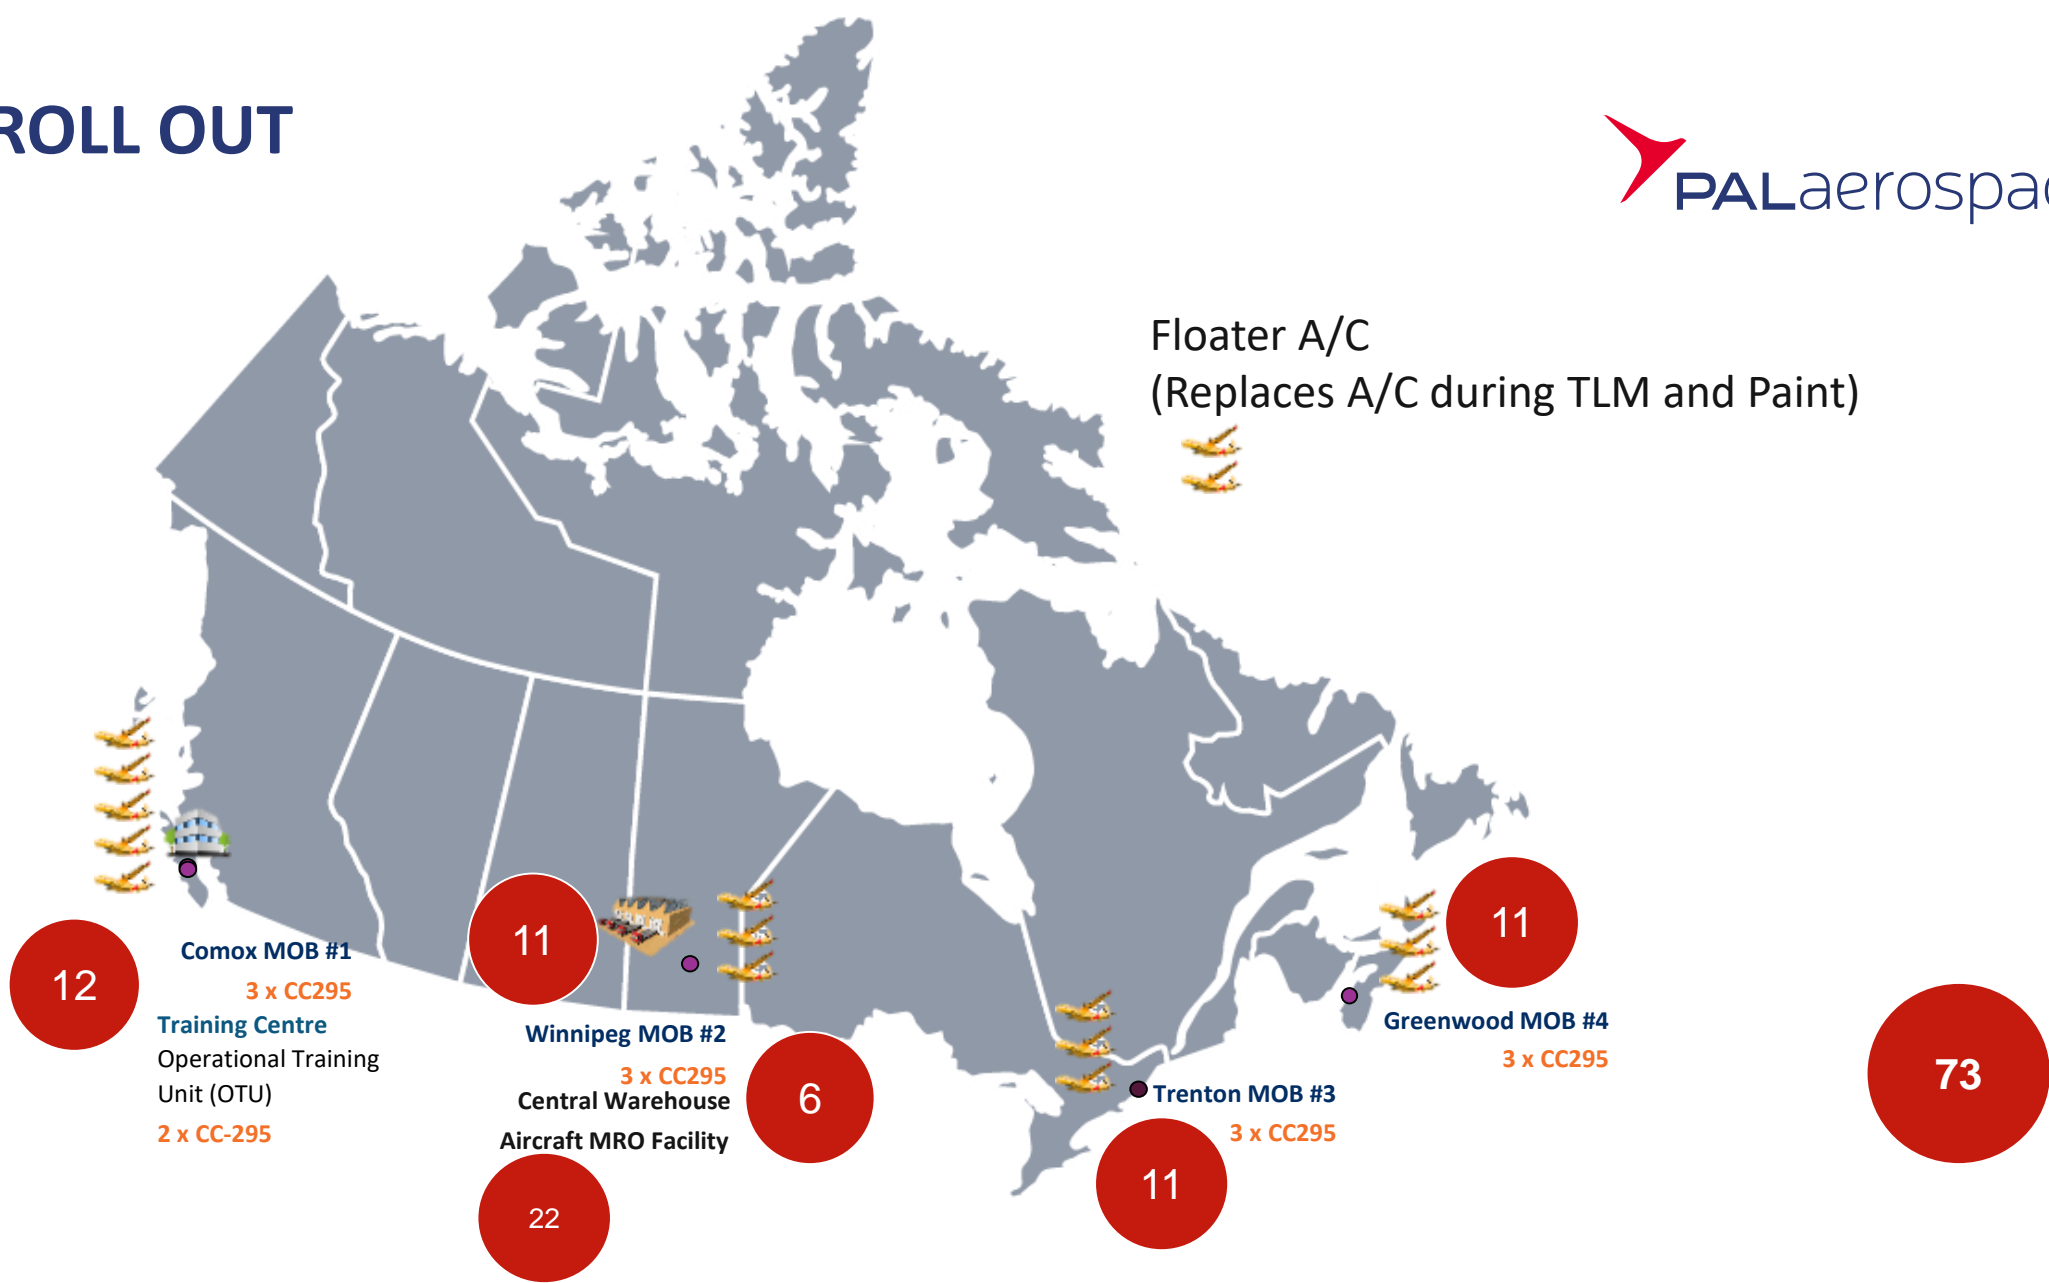 ROLL OUT
PALaerospac
Floater A/C
(Replaces A/C during TLM and Paint)
12
Comox MOB #1
3 x CC295
Training Centre
Operational Training
Unit (OTU)
2 x CC-295
11
Winnipeg MOB #2
3 x CC295
Central Warehouse
Aircraft MRO Facility
6
22
Trenton MOB #3
3 x CC295
11
11
Greenwood MOB #4
3 x CC295
73